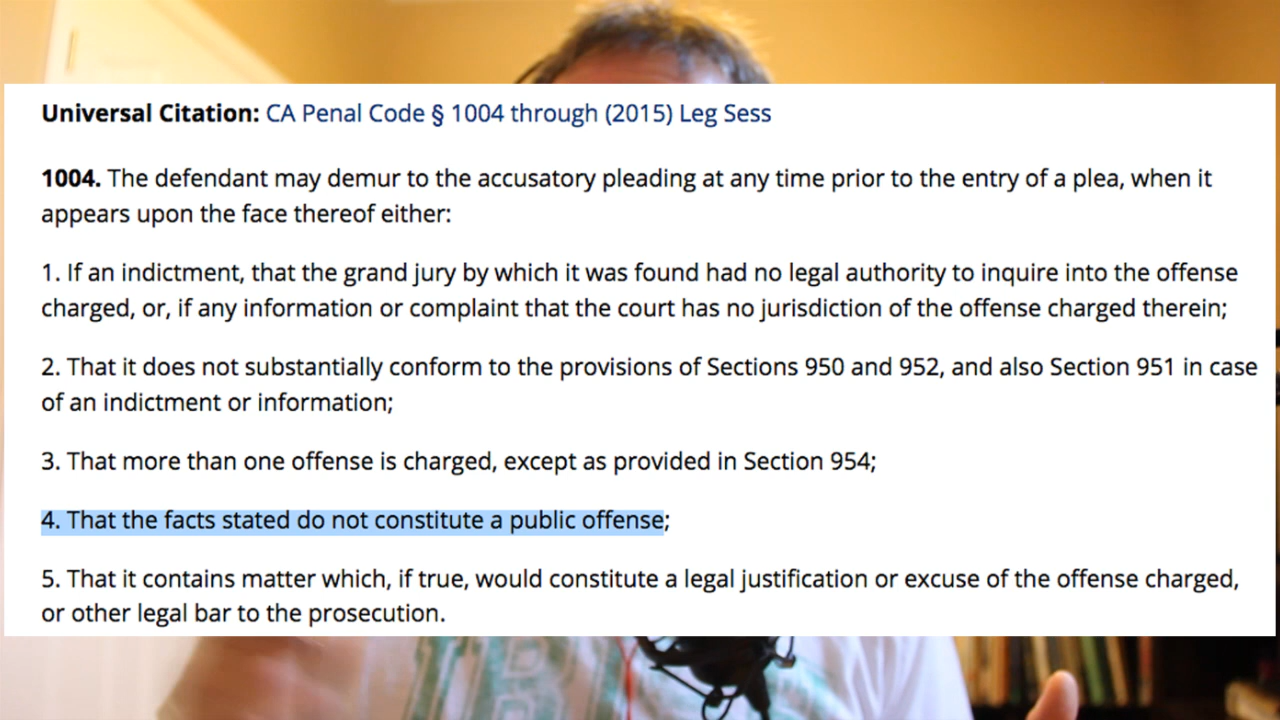 Universal Citation: CA Penal Code § 1004 through (2015) Leg Sess
1004. The defendant may demur to the accusatory pleading at any time prior to the entry of a plea, when it
appears upon the face thereof either:
1. If an indictment, that the grand jury by which it was found had no legal authority to inquire into the offense
charged, or, if any information or complaint that the court has no jurisdiction of the offense charged therein;
2. That it does not substantially conform to the provisions of Sections 950 and 952, and also Section 951 in case
of an indictment or information;
3. That more than one offense is charged, except as provided in Section 954;
4. That the facts stated do not constitute a public offense;
5. That it contains matter which, if true, would constitute a legal justification or excuse of the offense charged,
or other legal bar to the prosecution.